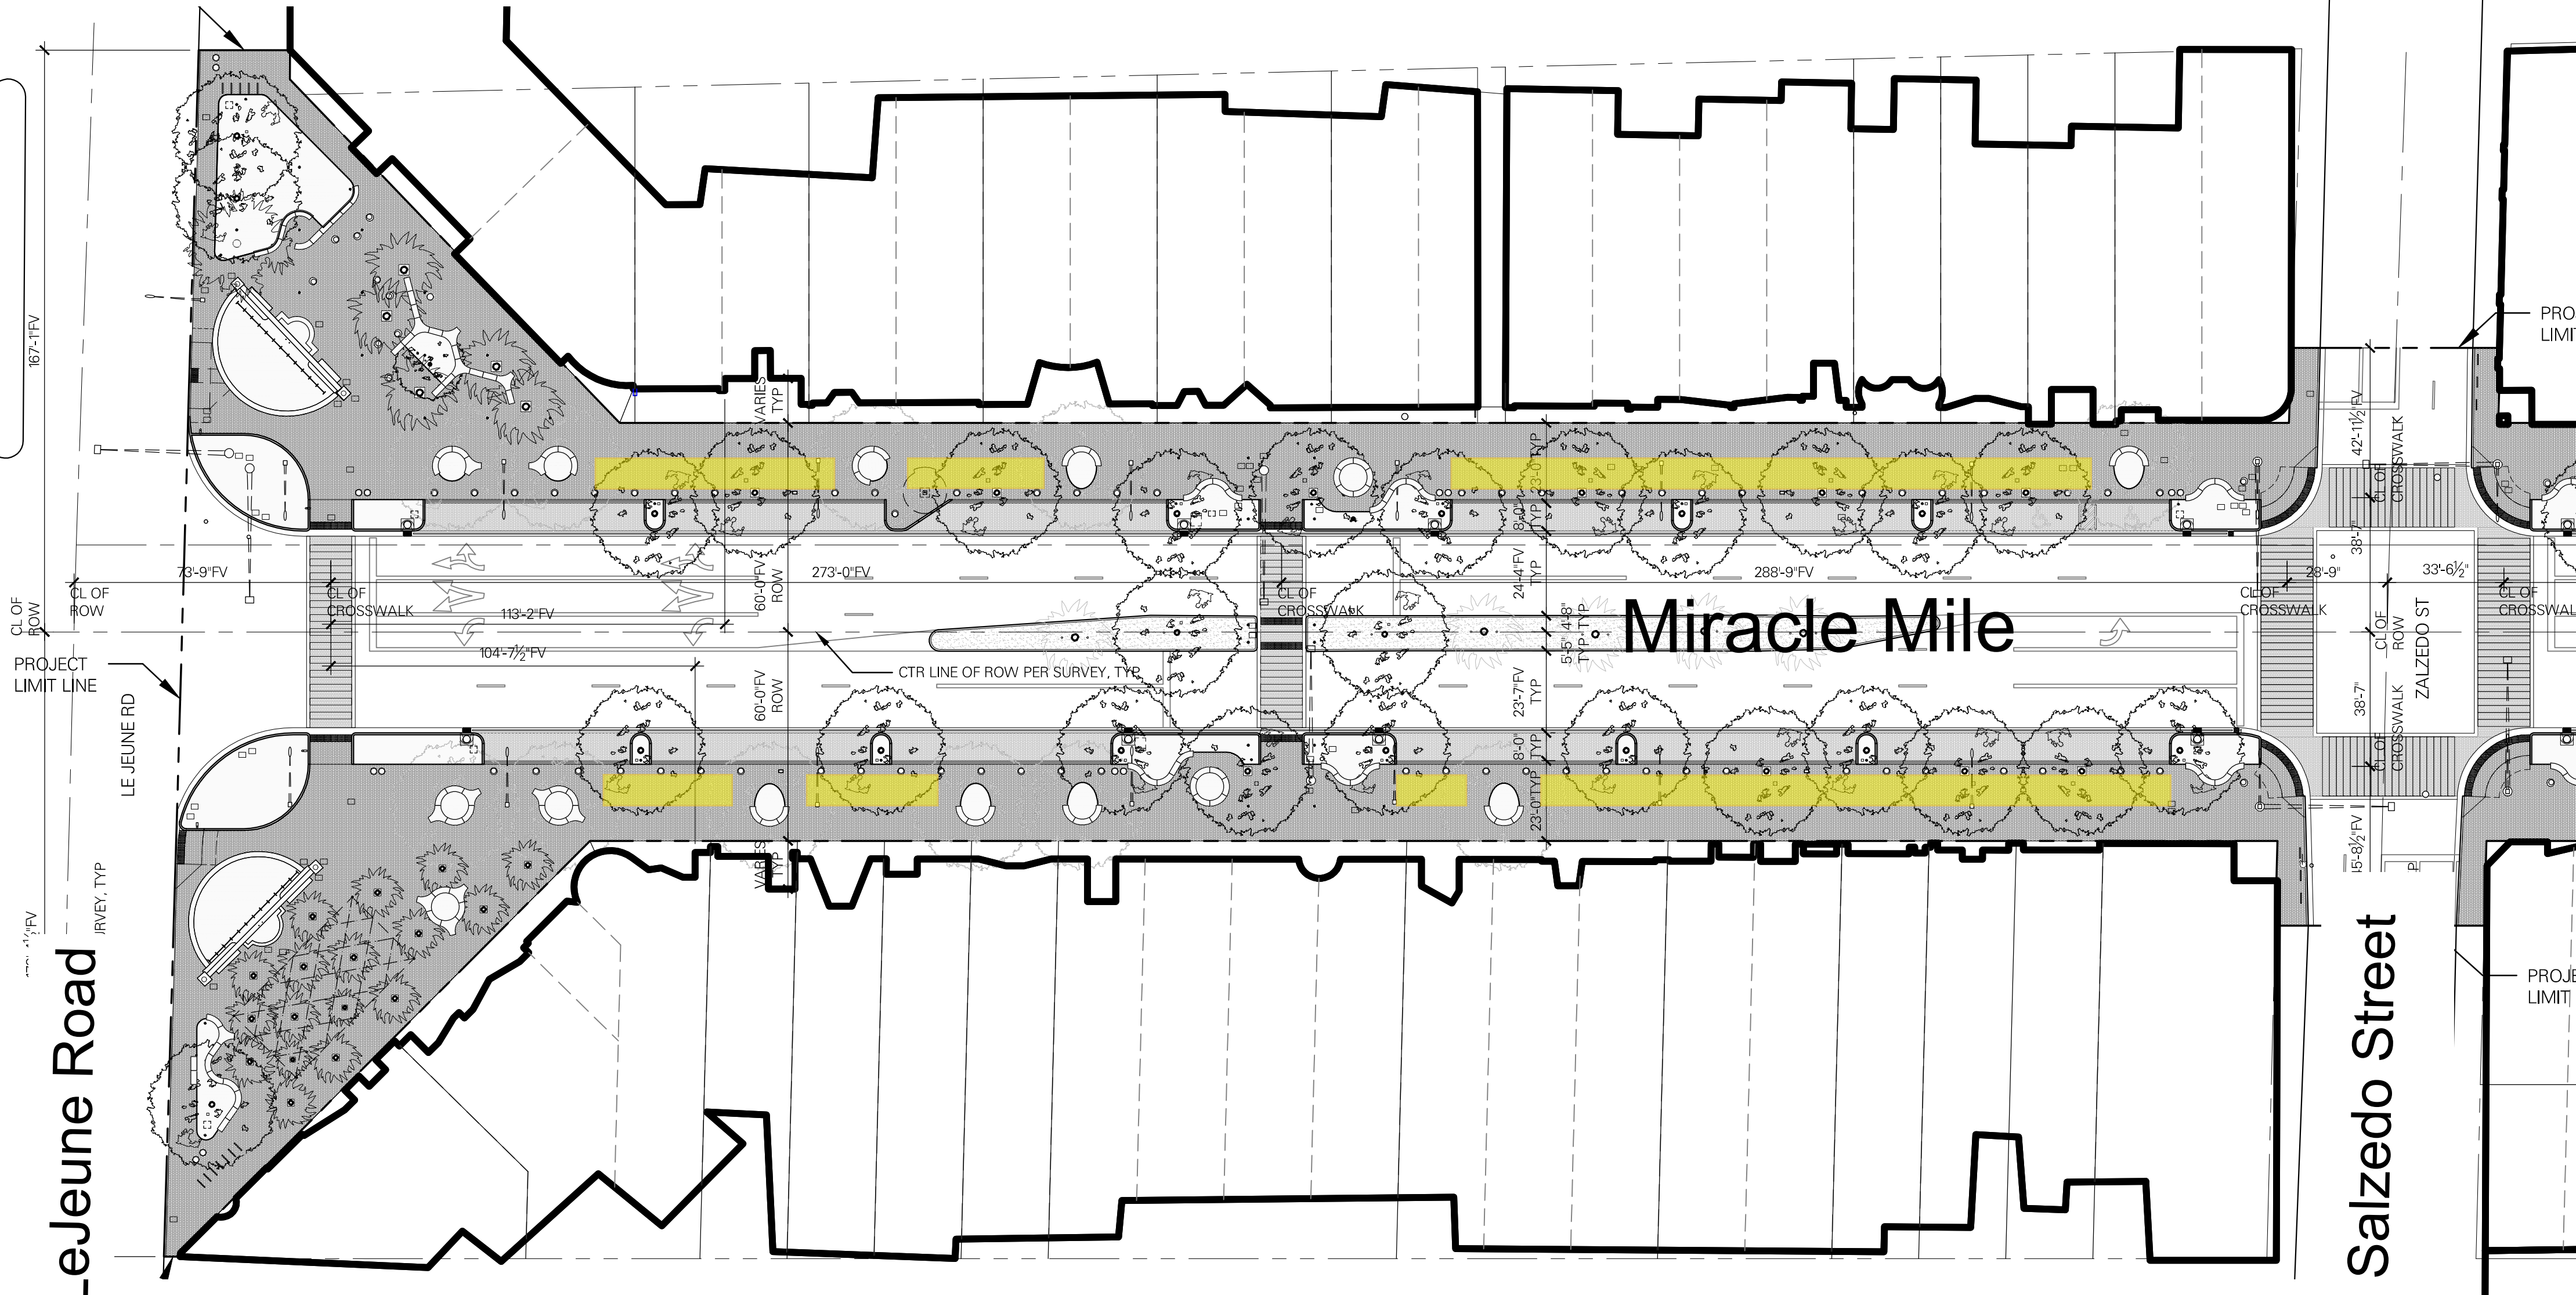 167'-1"FV
VARIES
TYP
23'-0"TYP
8'-0"
TYP
42'-11½"FV
CL OF
CROSSWALK
PRO
LIMI
38'-7"
73'-9"FV
273'-0"FV
288'-9"FV
28'-9"
33'-6½"
CL OF
ROW
CL OF
ROW
CL OF
CROSSWALK
113'-2"FV
60'-0"FV
ROW
CL OF
CROSSWALK
24'-4"FV
TYP
CL OF
CROSSWALK
CL OF
CROSSWAL
Miracle Mile
104'-7½"FV
CTR LINE OF ROW PER SURVEY, TYP
5'-5"
TYP
4'-8"
TYP
CL OF
ROW
ZALZEDO ST
PROJECT
LIMIT LINE
LE JEUNE RD
60'-0"FV
ROW
23'-7"FV
TYP
38'-7"
CL OF
CROSSWALK
8'-0"
TYP
23'-0"TYP
VARIES
TYP
5'-8½"FV
RVEY, TYP
LeJeune Road
Salzedo Street
PROJE
LIMIT